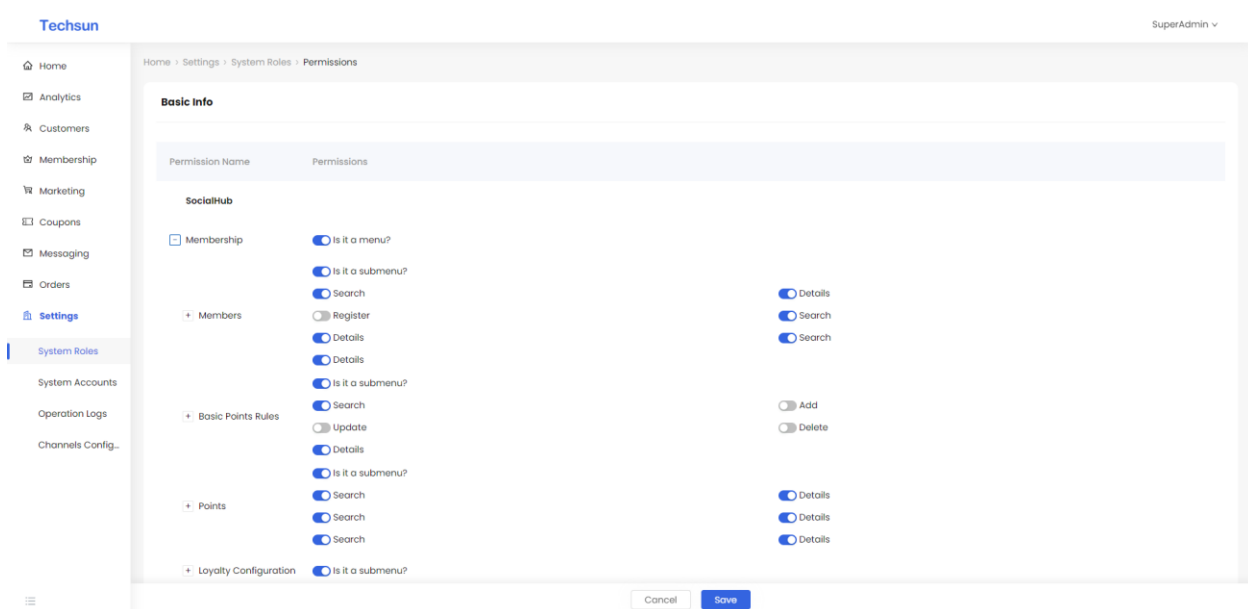 Techsun
SuperAdmin
Home
Analytics
Customers
Membership
Marketing
Coupons
Messaging
Orders
Settings
System Roles
System Accounts
Operation Logs
Channels Config...
Home › Settings › System Roles › Permissions
Basic Info
Permission Name Permissions
SocialHub
Membership Is it a menu?
Is it a submenu?
Search Details
Members Register Search
Details Search
Details
Is it a submenu?
Search Add
Basic Points Rules
Update Delete
Details
Is it a submenu?
Search Details
Points
Search Details
Search Details
Loyalty Configuration Is it a submenu?
Cancel Save